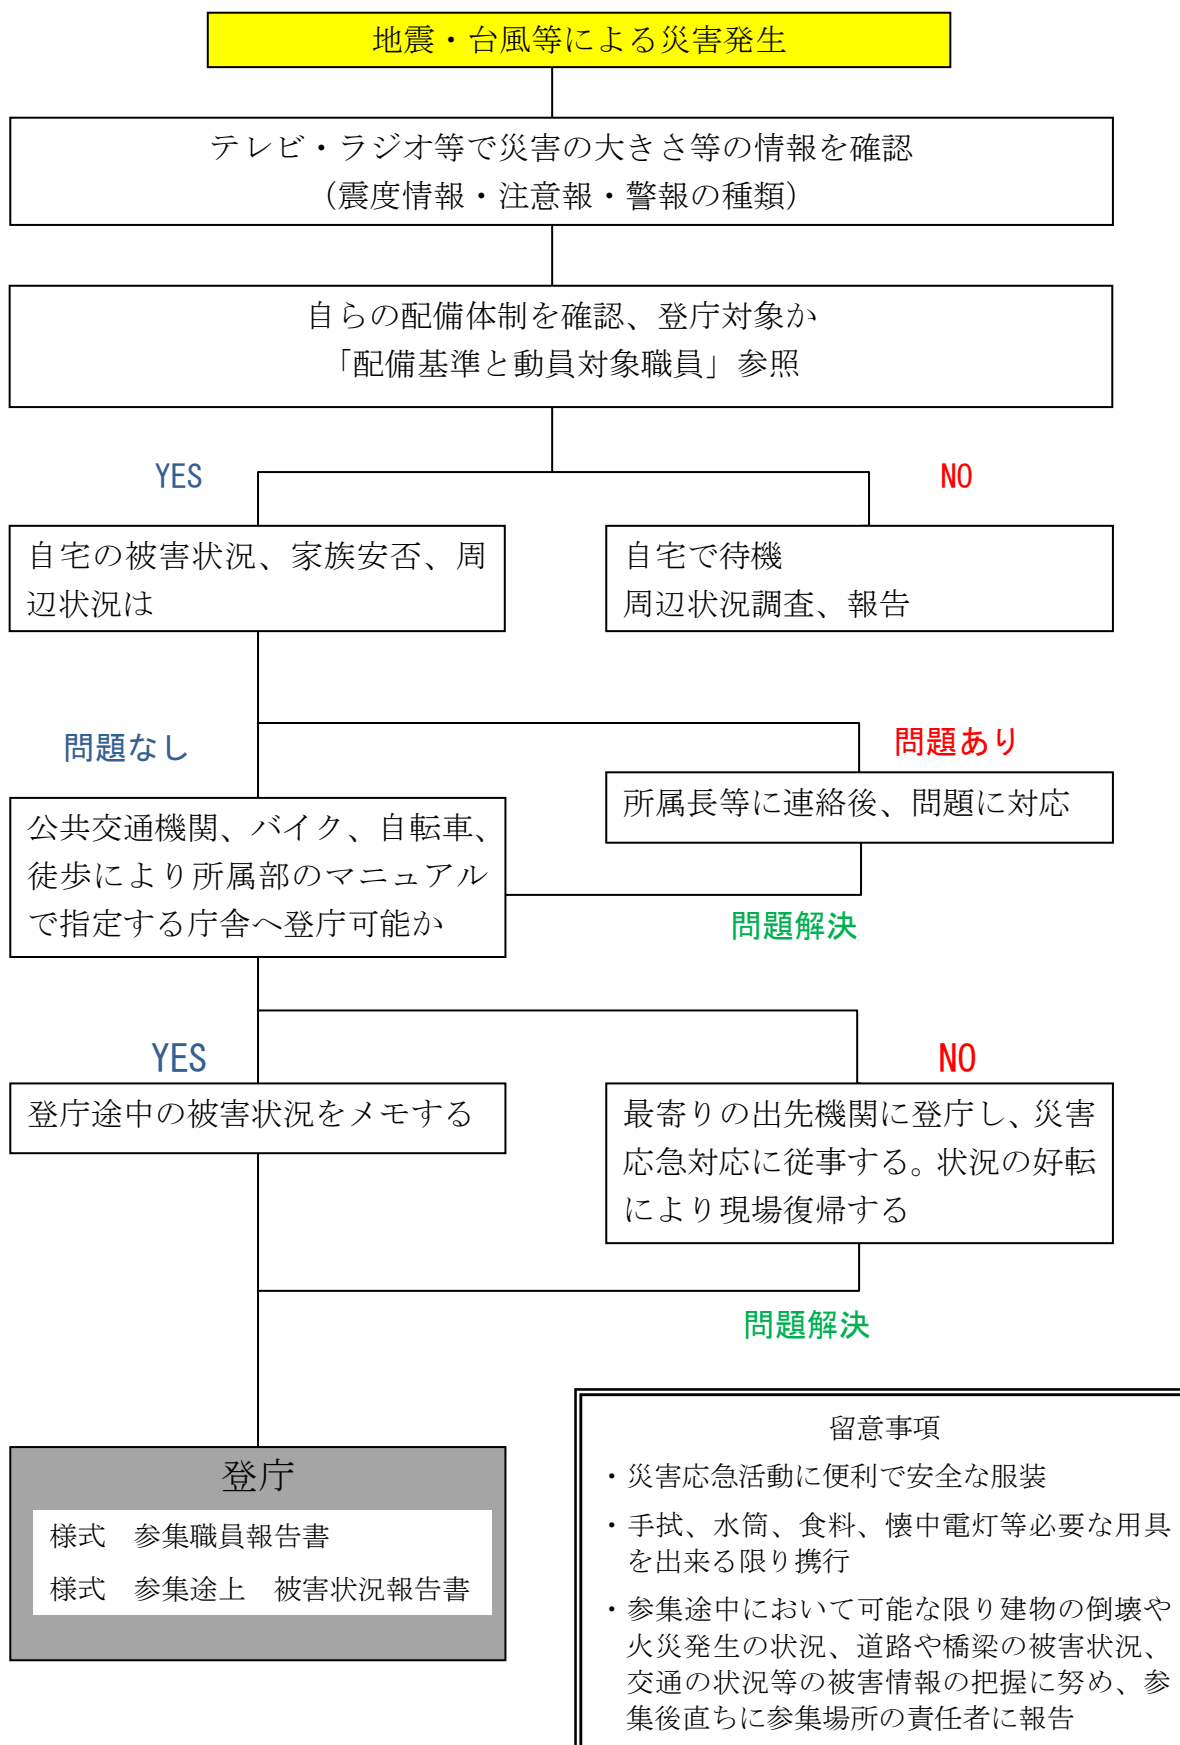 地震・台風等による災害発生
テレビ・ラジオ等で災害の大きさ等の情報を確認
（震度情報・注意報・警報の種類）
自らの配備体制を確認、登庁対象か
「配備基準と動員対象職員」参照
YES
NO
自宅の被害状況、家族安否、周
辺状況は
自宅で待機
周辺状況調査、報告
問題なし
問題あり
所属長等に連絡後、問題に対応
公共交通機関、バイク、自転車、
徒歩により所属部のマニュアル
で指定する庁舎へ登庁可能か
問題解決
YES
NO
登庁途中の被害状況をメモする
最寄りの出先機関に登庁し、災害
応急対応に従事する。状況の好転
により現場復帰する
問題解決
登庁
様式　参集職員報告書
様式　参集途上　被害状況報告書
留意事項
・災害応急活動に便利で安全な服装
・手拭、水筒、食料、懐中電灯等必要な用具
を出来る限り携行
・参集途中において可能な限り建物の倒壊や
火災発生の状況、道路や橋梁の被害状況、
交通の状況等の被害情報の把握に努め、参
集後直ちに参集場所の責任者に報告